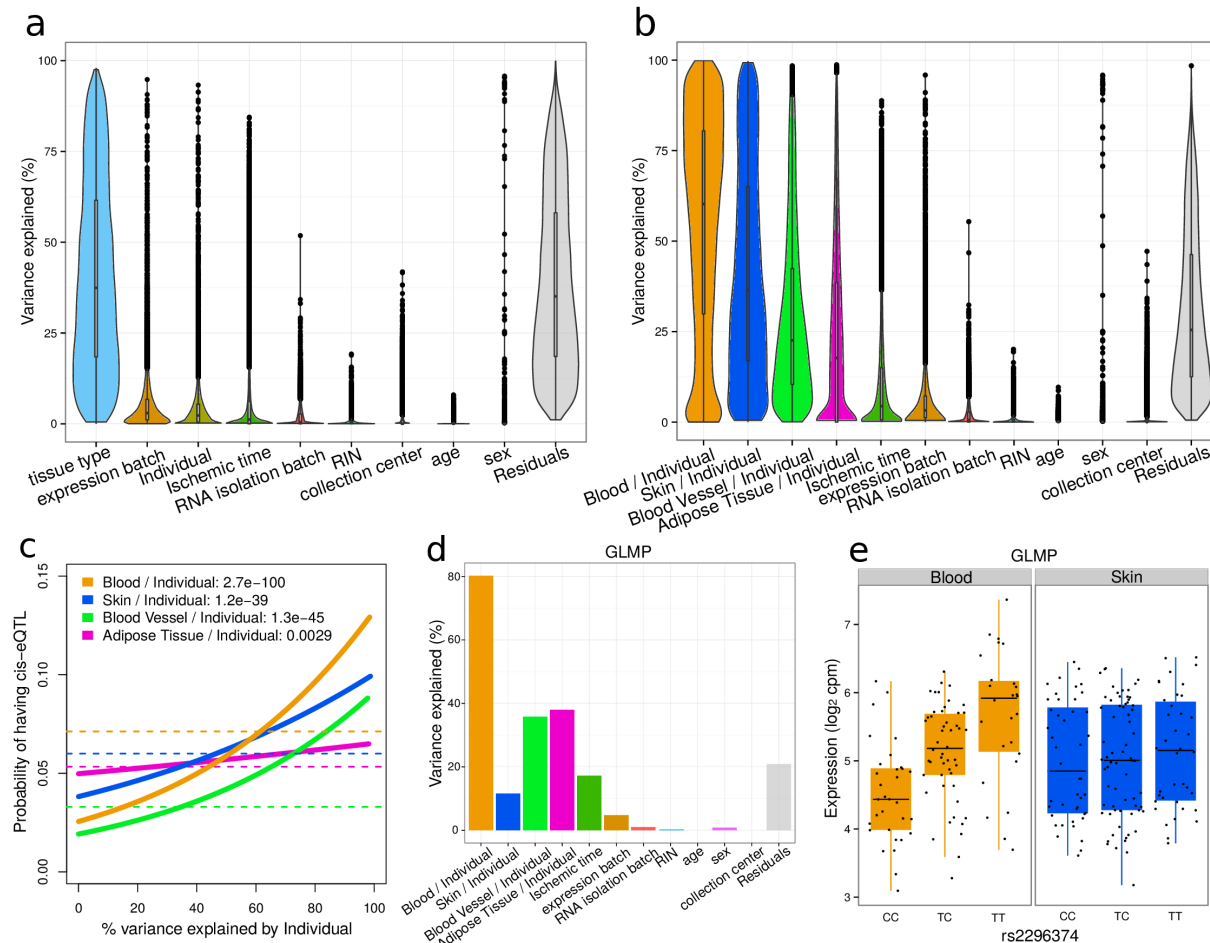 a
Variance explained (%)
100
75
50
25
0
tissue type
expression batch
Individual
Ischemic time
RNA isolation batch
RIN
collection center
age
sex
Residuals
b
Variance explained (%)
100
75
50
25
0
Blood / Individual
Skin / Individual
Blood Vessel / Individual
Adipose Tissue / Individual
Ischemic time
expression batch
RNA isolation batch
RIN
age
sex
collection center
Residuals
c
Probability of having cis−eQTL
0.15
0.10
0.05
0.00
Blood / Individual: 2.7e−100
Skin / Individual: 1.2e−39
Blood Vessel / Individual: 1.3e−45
Adipose Tissue / Individual: 0.0029
0 20 40 60 80 100
% variance explained by Individual
d
GLMP
Variance explained (%)
80
60
40
20
0
Blood / Individual
Skin / Individual
Blood Vessel / Individual
Adipose Tissue / Individual
Ischemic time
expression batch
RNA isolation batch
RIN
age
sex
collection center
Residuals
e
GLMP
Blood Skin
Expression (log2 cpm)
7
6
5
4
3
CC TC TT CC TC TT
rs2296374